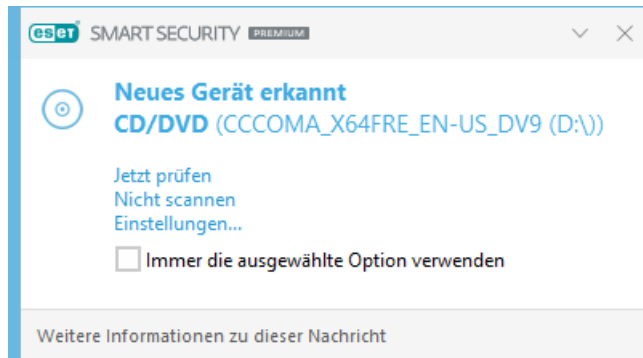 eset SMART SECURITY PREMIUM
Neues Gerät erkannt
CD/DVD (CCCOMA_X64FRE_EN-US_DV9 (D:\))
Jetzt prüfen
Nicht scannen
Einstellungen...
Immer die ausgewählte Option verwenden
Weitere Informationen zu dieser Nachricht